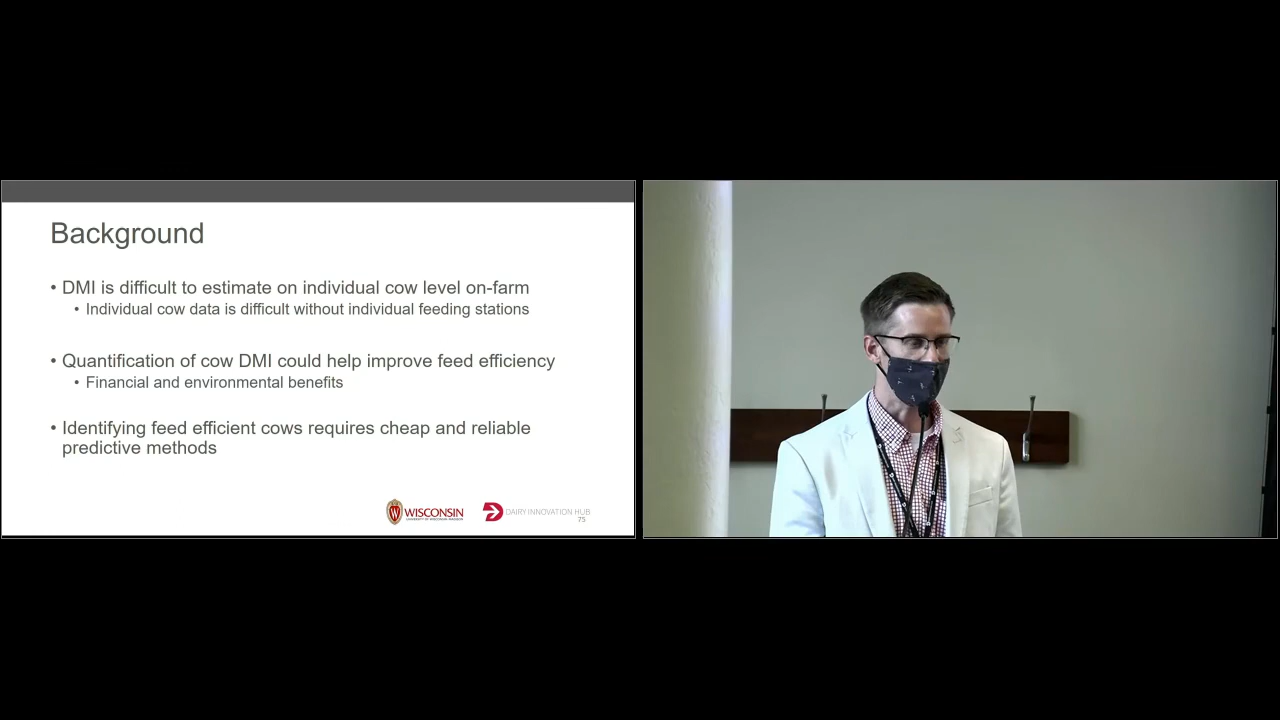 Background
• DMI is difficult to estimate on individual cow level on-farm
• Individual cow data is difficult without individual feeding stations
• Quantification of cow DMI could help improve feed efficiency
• Financial and environmental benefits
• Identifying feed efficient cows requires cheap and reliable
predictive methods
WISCONSIN
UNIVERSITY OF WISCONSIN-MADISON
DAIRY INNOVATION HUB
75